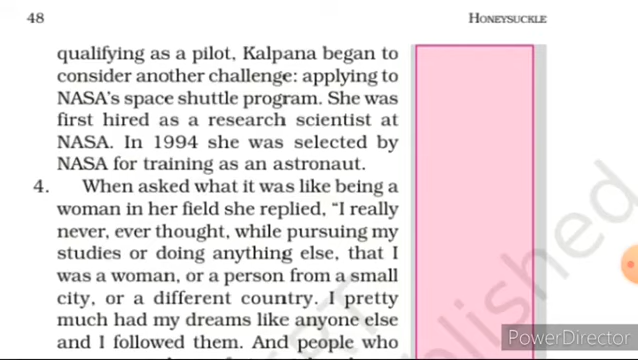 48
HONEYSUCKLE
qualifying as a pilot, Kalpana began to
consider another challenge: applying to
NASA's space shuttle program. She was
first hired as a research scientist at
NASA. In 1994 she was selected by
NASA for training as an astronaut.
4. When asked what it was like being a
woman in her field she replied, “I really
never, ever thought, while pursuing my
studies or doing anything else, that I
was a woman, or a person from a small
city, or a different country. I pretty
much had my dreams like anyone else
and I followed them. And people who
PowerDirector